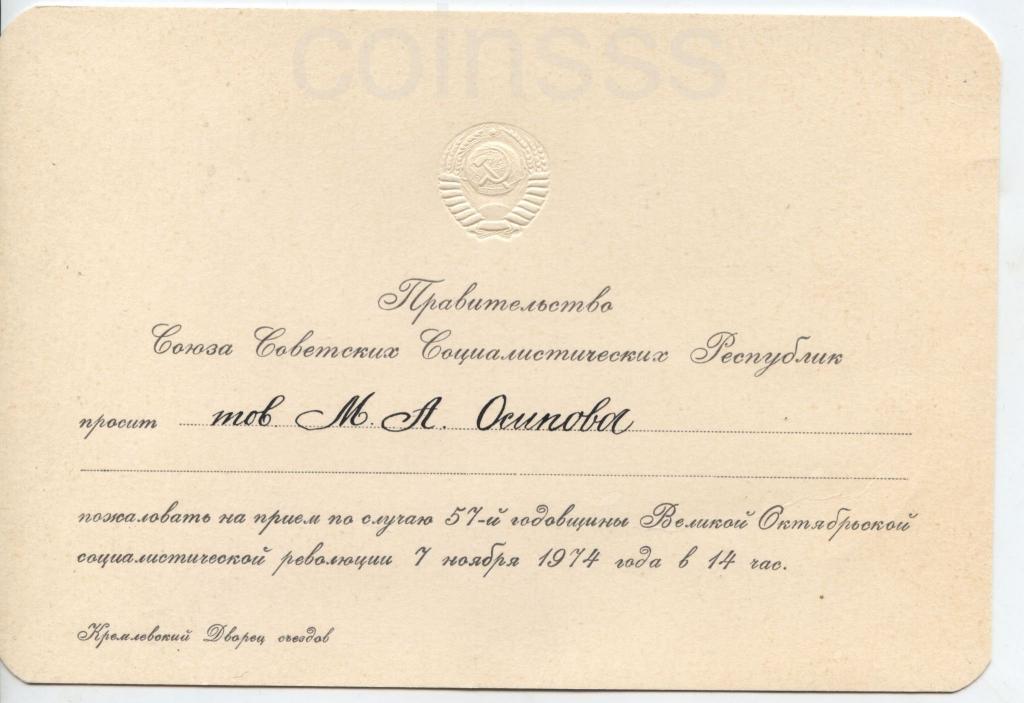 coinsss
Правительство
Союза Советских Социалистических Республик
просит тов М. А. Осипова
пожаловать на прием по случаю 57-й годовщины Великой Октябрьской
социалистической революции 7 ноября 1974 года в 14 час.
Кремлевский Дворец съездов